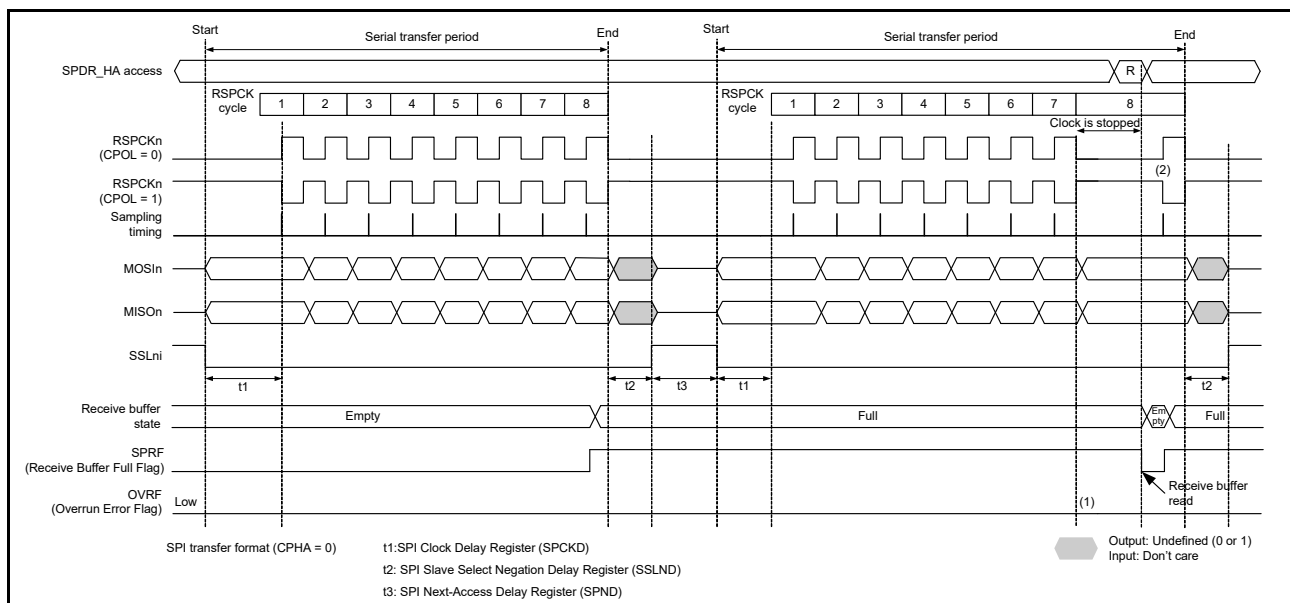 Start
End
Start
End
Serial transfer period
Serial transfer period
SPDR_HA access
R
RSPCK
cycle
1 2 3 4 5 6 7 8
RSPCK
cycle
1 2 3 4 5 6 7 8
Clock is stopped
RSPCKn
(CPOL = 0)
(2)
RSPCKn
(CPOL = 1)
Sampling
timing
MOSIn
MISOn
SSLni
t1
t2
t3
t1
t2
Receive buffer
state
Empty
Full
Em
pty
Full
SPRF
(Receive Buffer Full Flag)
Receive buffer
read
OVRF
(Overrun Error Flag)
Low
(1)
SPI transfer format (CPHA = 0)
t1:SPI Clock Delay Register (SPCKD)
t2: SPI Slave Select Negation Delay Register (SSLND)
t3: SPI Next-Access Delay Register (SPND)
Output: Undefined (0 or 1)
Input: Don't care